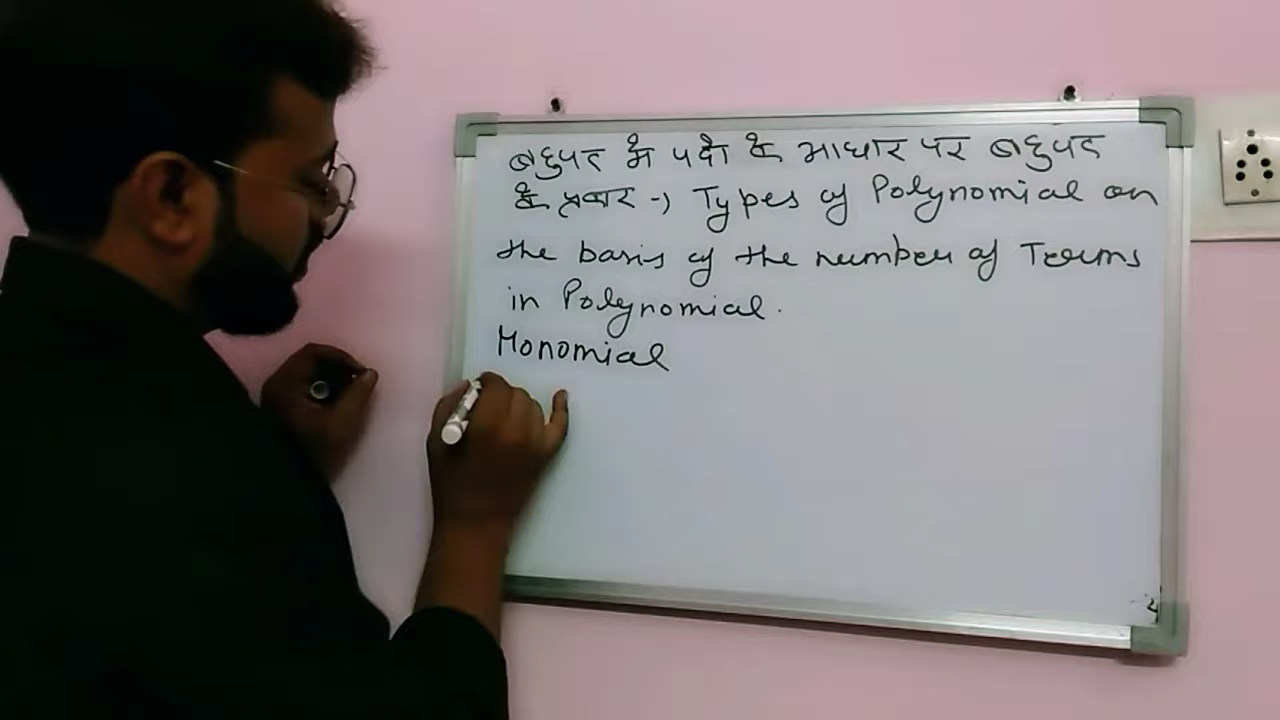 बहुपद में पदों के आधार पर बहुपद
के प्रकार -> Types of Polynomial on
the basis of the number of Terms
in Polynomial.
Monomial